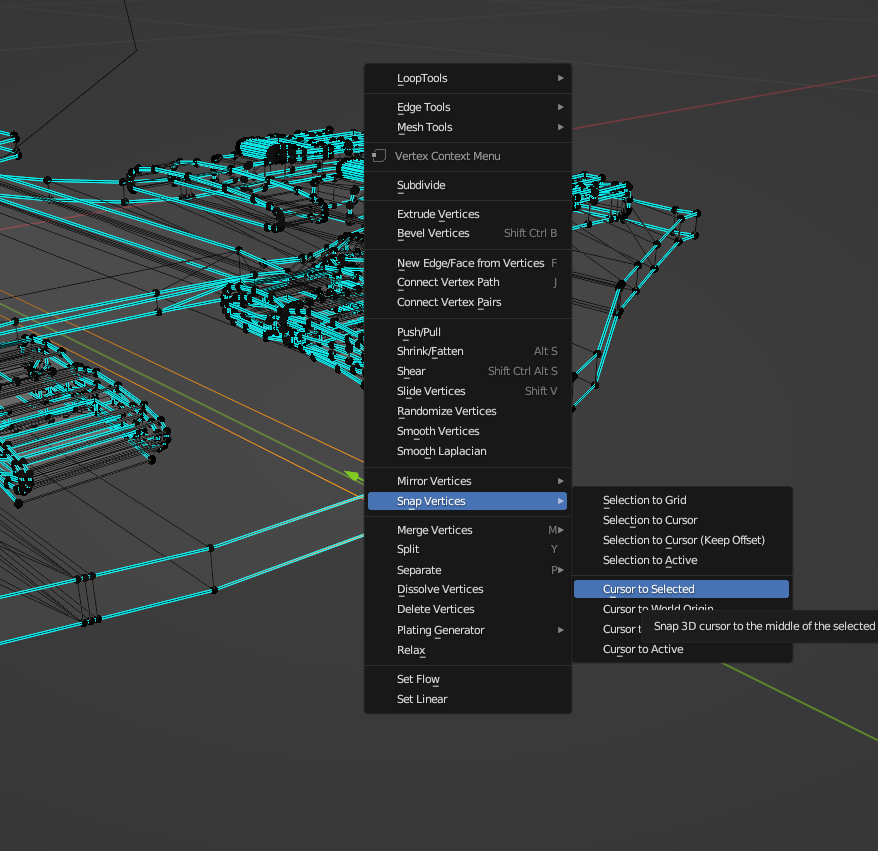 LoopTools
Edge Tools
Mesh Tools
Vertex Context Menu
Subdivide
Extrude Vertices
Bevel Vertices Shift Ctrl B
New Edge/Face from Vertices F
Connect Vertex Path J
Connect Vertex Pairs
Push/Pull
Shrink/Fatten Alt S
Shear Shift Ctrl Alt S
Slide Vertices Shift V
Randomize Vertices
Smooth Vertices
Smooth Laplacian
Mirror Vertices
Snap Vertices
Merge Vertices M
Split Y
Separate P
Dissolve Vertices
Delete Vertices
Plating Generator
Relax
Set Flow
Set Linear
Selection to Grid
Selection to Cursor
Selection to Cursor (Keep Offset)
Selection to Active
Cursor to Selected
Cursor to World Origin
Cursor
Snap 3D cursor to the middle of the selected
Cursor to Active